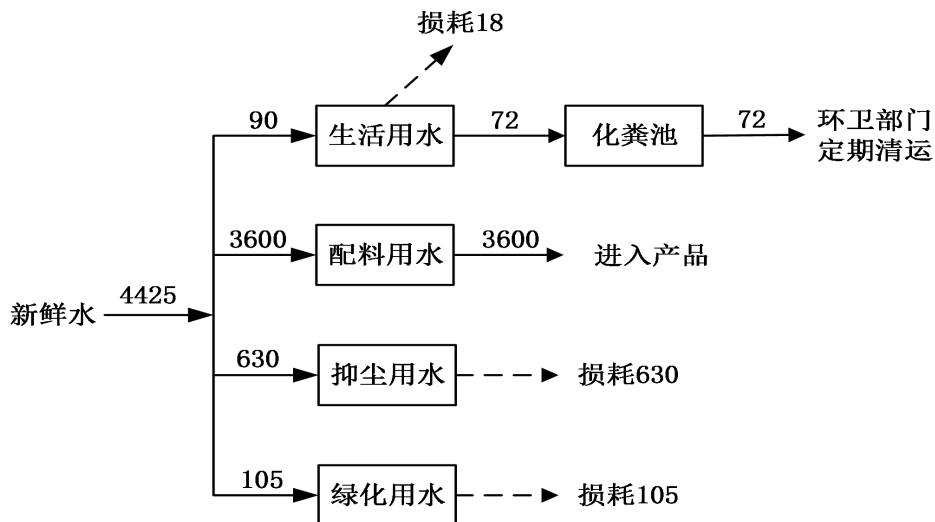 损耗18
90
生活用水
72
化粪池
72
环卫部门
定期清运
3600
配料用水
3600
进入产品
新鲜水
4425
630
抑尘用水
损耗630
105
绿化用水
损耗105